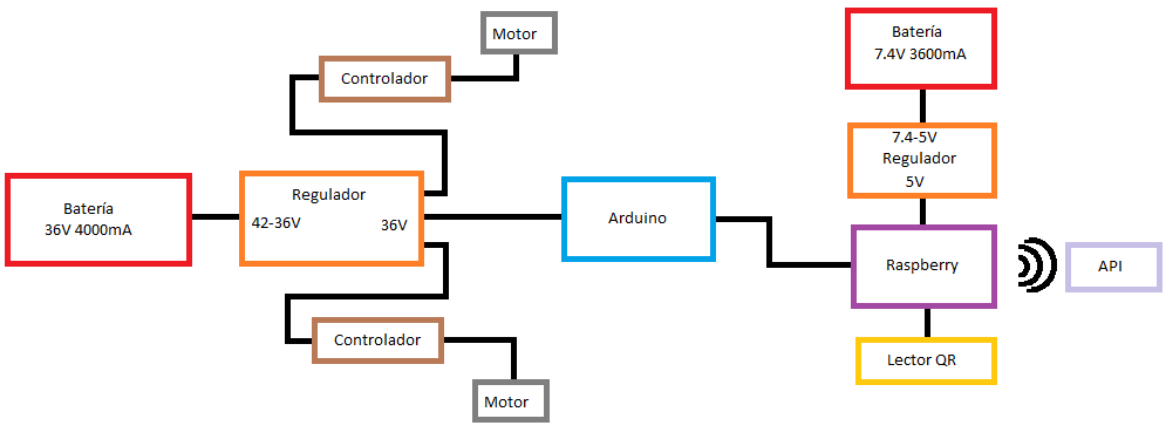 Motor
Controlador
Batería
36V 4000mA
Regulador
42-36V
36V
Controlador
Motor
Arduino
Batería
7.4V 3600mA
7.4-5V
Regulador
5V
Raspberry
API
Lector QR